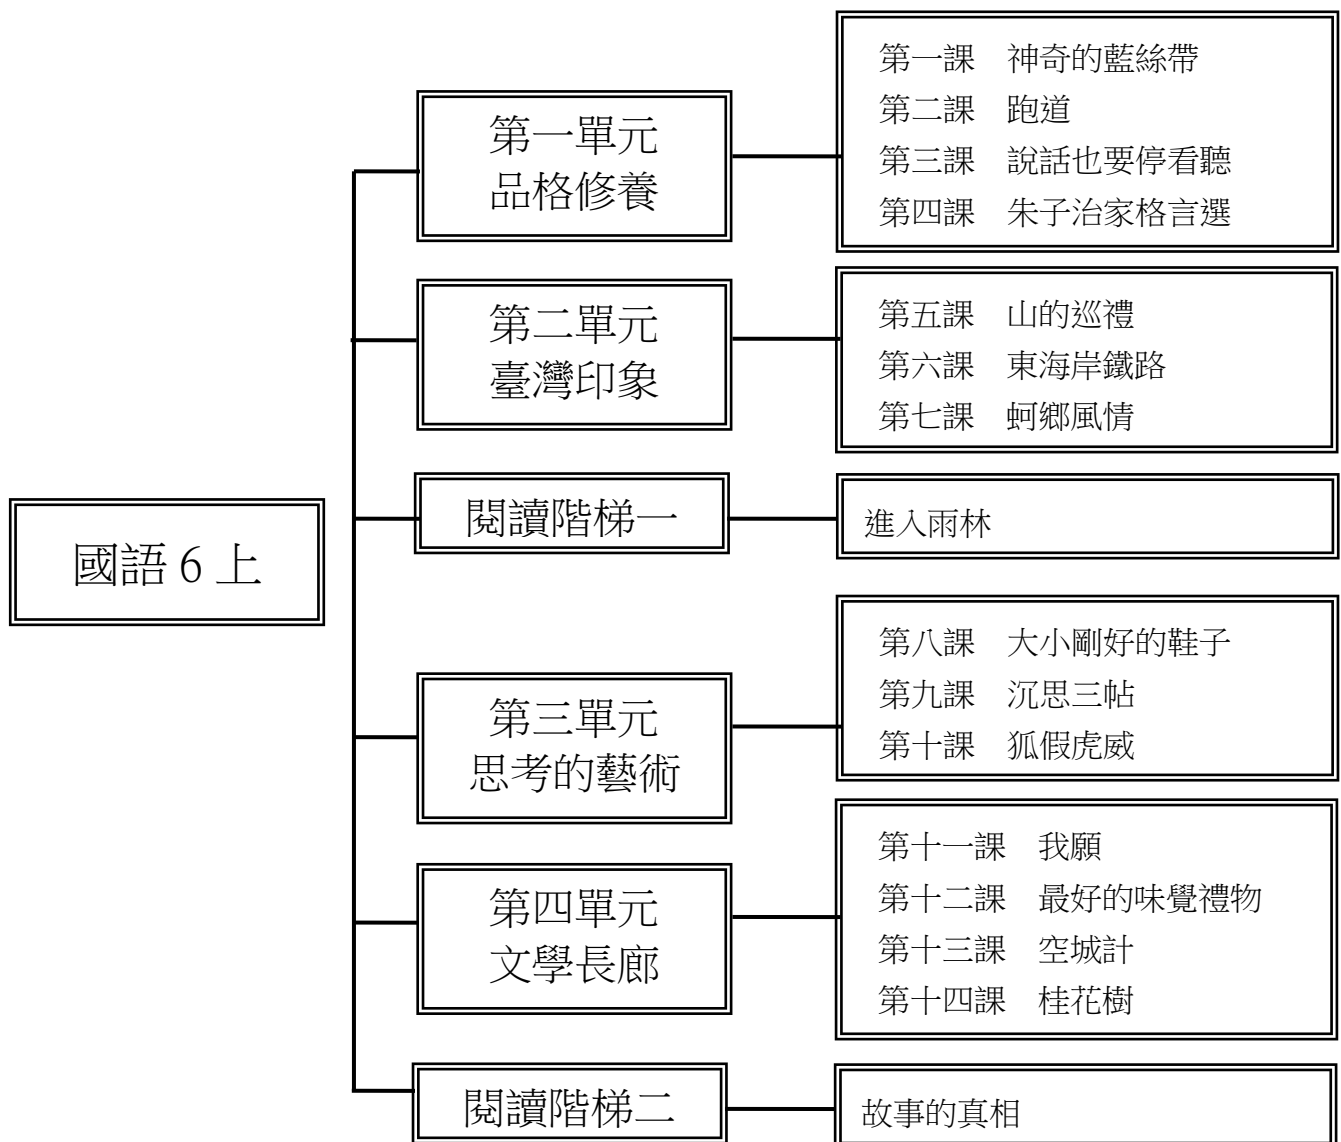 國語 6 上
第一單元
品格修養
第一課　神奇的藍絲帶
第二課　跑道
第三課　說話也要停看聽
第四課　朱子治家格言選
第二單元
臺灣印象
第五課　山的巡禮
第六課　東海岸鐵路
第七課　蚵鄉風情
閱讀階梯一
進入雨林
第三單元
思考的藝術
第八課　大小剛好的鞋子
第九課　沉思三帖
第十課　狐假虎威
第四單元
文學長廊
第十一課　我願
第十二課　最好的味覺禮物
第十三課　空城計
第十四課　桂花樹
閱讀階梯二
故事的真相